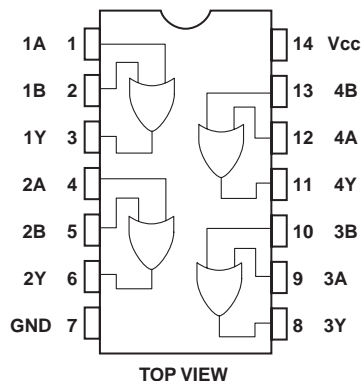 1A 1 14 Vcc
1B 2 13 4B
1Y 3 12 4A
2A 4 11 4Y
2B 5 10 3B
2Y 6 9 3A
GND 7 8 3Y
TOP VIEW